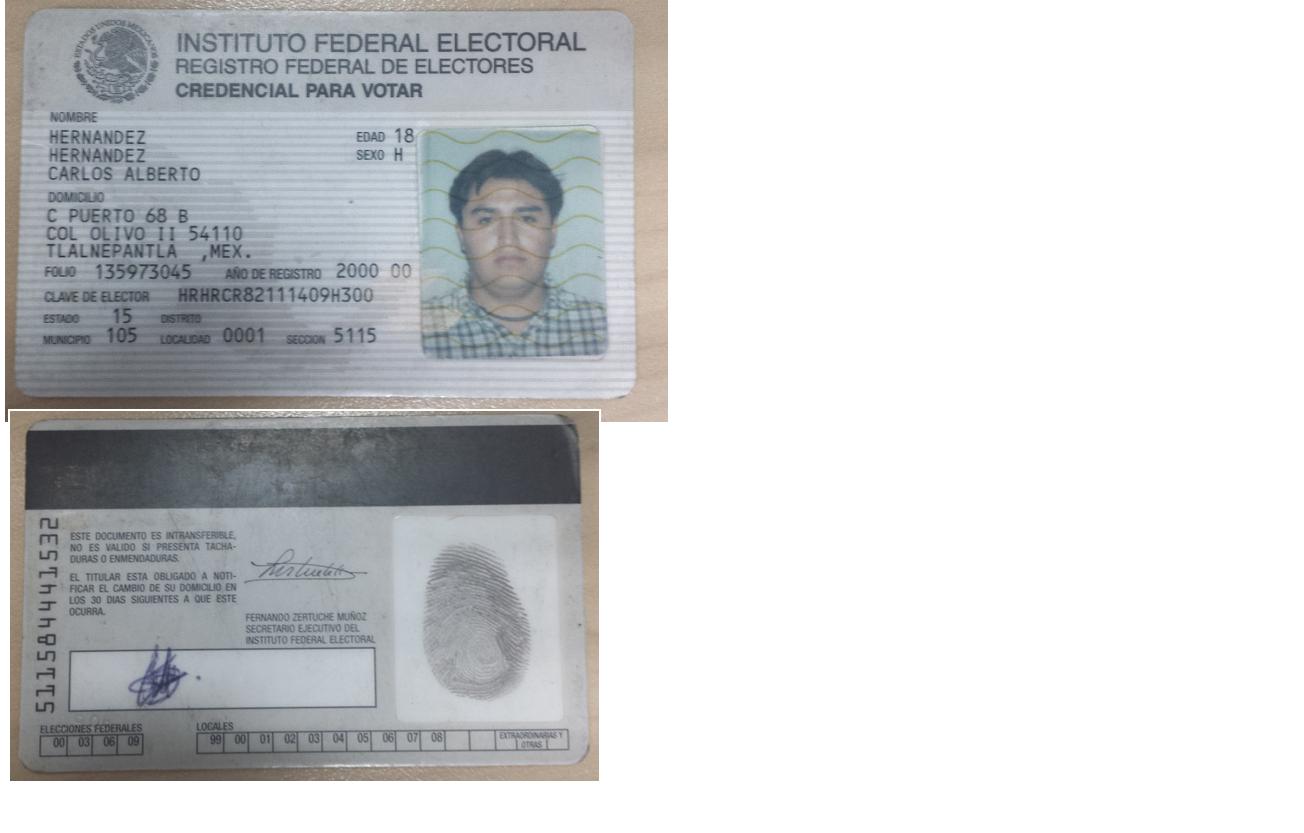 ESTADOS UNIDOS MEXICANOS
INSTITUTO FEDERAL ELECTORAL
REGISTRO FEDERAL DE ELECTORES
CREDENCIAL PARA VOTAR
NOMBRE
HERNANDEZ EDAD 18
HERNANDEZ SEXO H
CARLOS ALBERTO
DOMICILIO
C PUERTO 68 B
COL OLIVO II 54110
TLALNEPANTLA ,MEX.
FOLIO 135973045 AÑO DE REGISTRO 2000 00
CLAVE DE ELECTOR HRHRCR82111409H300
ESTADO 15 DISTRITO
MUNICIPIO 105 LOCALIDAD 0001 SECCION 5115
5115844441532
ESTE DOCUMENTO ES INTRANSFERIBLE,
NO ES VALIDO SI PRESENTA TACHA-
DURAS O ENMENDADURAS.
EL TITULAR ESTA OBLIGADO A NOTI-
FICAR EL CAMBIO DE SU DOMICILIO EN
LOS 30 DIAS SIGUIENTES A QUE ESTE
OCURRA.
FERNANDO ZERTUCHE MUÑOZ
SECRETARIO EJECUTIVO DEL
INSTITUTO FEDERAL ELECTORAL
ELECCIONES FEDERALES LOCALES
00 03 06 09 99 00 01 02 03 04 05 06 07 08 EXTRAORDINARIAS Y
OTRAS